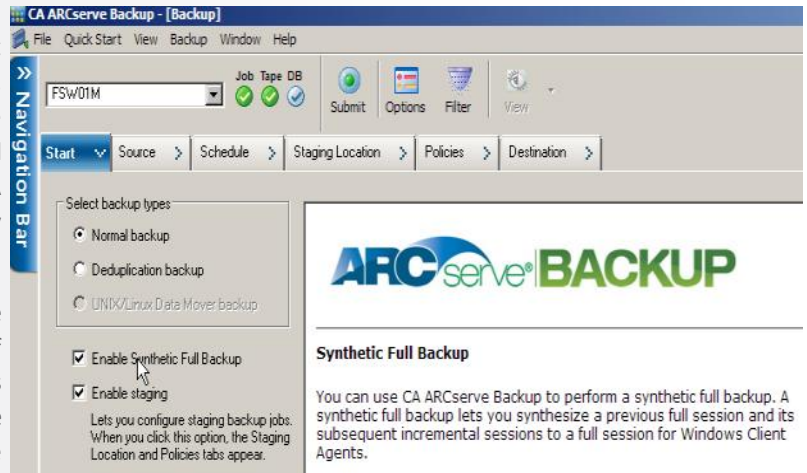 CA ARCserve Backup - [Backup]
File Quick Start View Backup Window Help
Navigation Bar
FSW01M
Job Tape DB
Submit Options Filter View
Start Source Schedule Staging Location Policies Destination
Select backup types
Normal backup
Deduplication backup
UNIX/Linux Data Mover backup
Enable Synthetic Full Backup
Enable staging
Lets you configure staging backup jobs.
When you click this option, the Staging
Location and Policies tabs appear.
ARCserve® BACKUP
Synthetic Full Backup
You can use CA ARCserve Backup to perform a synthetic full backup. A
synthetic full backup lets you synthesize a previous full session and its
subsequent incremental sessions to a full session for Windows Client
Agents.